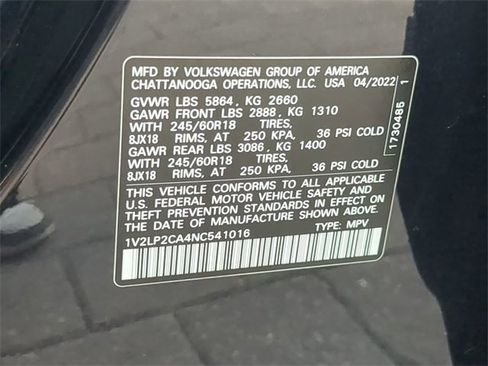 MFD BY VOLKSWAGEN GROUP OF AMERICA
CHATTANOOGA OPERATIONS, LLC. USA 04/2022
GVWR LBS 5864 , KG 2660
GAWR FRONT LBS 2888 , KG 1310
WITH 245/60R18 TIRES,
8JX18 RIMS, AT 250 KPA, 36 PSI COLD
GAWR REAR LBS 3086 , KG 1400
WITH 245/60R18 TIRES,
8JX18 RIMS, AT 250 KPA, 36 PSI COLD
THIS VEHICLE CONFORMS TO ALL APPLICABLE
U.S. FEDERAL MOTOR VEHICLE SAFETY AND
THEFT PREVENTION STANDARDS IN EFFECT ON
THE DATE OF MANUFACTURE SHOWN ABOVE
1V2LP2CA4NC541016 TYPE: MPV
1730485 1